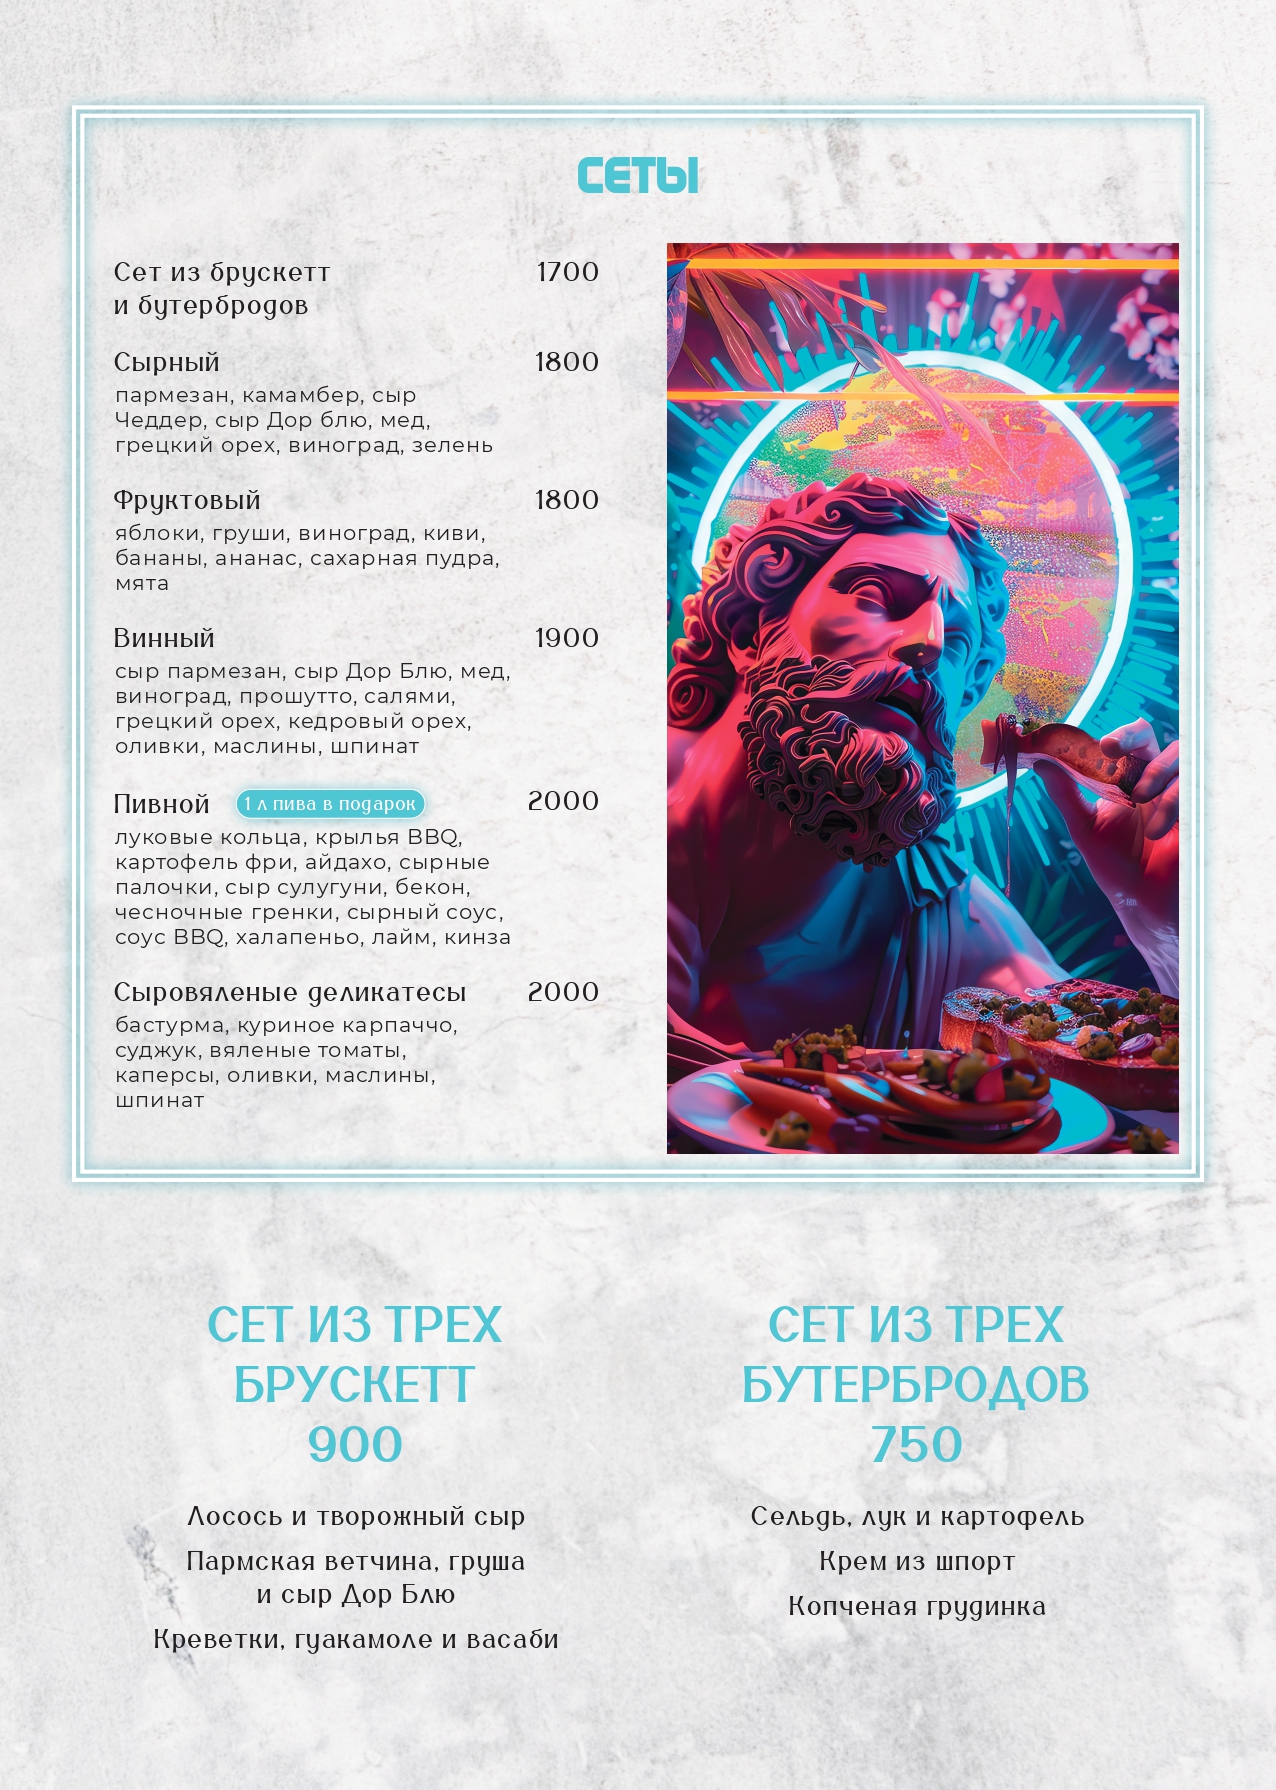 СЕТЫ
Сет из брускетт 1700
и бутербродов
Сырный 1800
пармезан, камамбер, сыр
Чеддер, сыр Дор блю, мед,
грецкий орех, виноград, зелень
Фруктовый 1800
яблоки, груши, виноград, киви,
бананы, ананас, сахарная пудра,
мята
Винный 1900
сыр пармезан, сыр Дор Блю, мед,
виноград, прошутто, салями,
грецкий орех, кедровый орех,
оливки, маслины, шпинат
Пивной 1 л пива в подарок 2000
луковые кольца, крылья BBQ,
картофель фри, айдахо, сырные
палочки, сыр сулугуни, бекон,
чесночные гренки, сырный соус,
соус BBQ, халапеньо, лайм, кинза
Сыровяленые деликатесы 2000
бастурма, куриное карпаччо,
суджук, вяленые томаты,
каперсы, оливки, маслины,
шпинат
СЕТ ИЗ ТРЕХ
БРУСКЕТТ
900
Лосось и творожный сыр
Пармская ветчина, груша
и сыр Дор Блю
Креветки, гуакамоле и васаби
СЕТ ИЗ ТРЕХ
БУТЕРБРОДОВ
750
Сельдь, лук и картофель
Крем из шпорт
Копченая грудинка